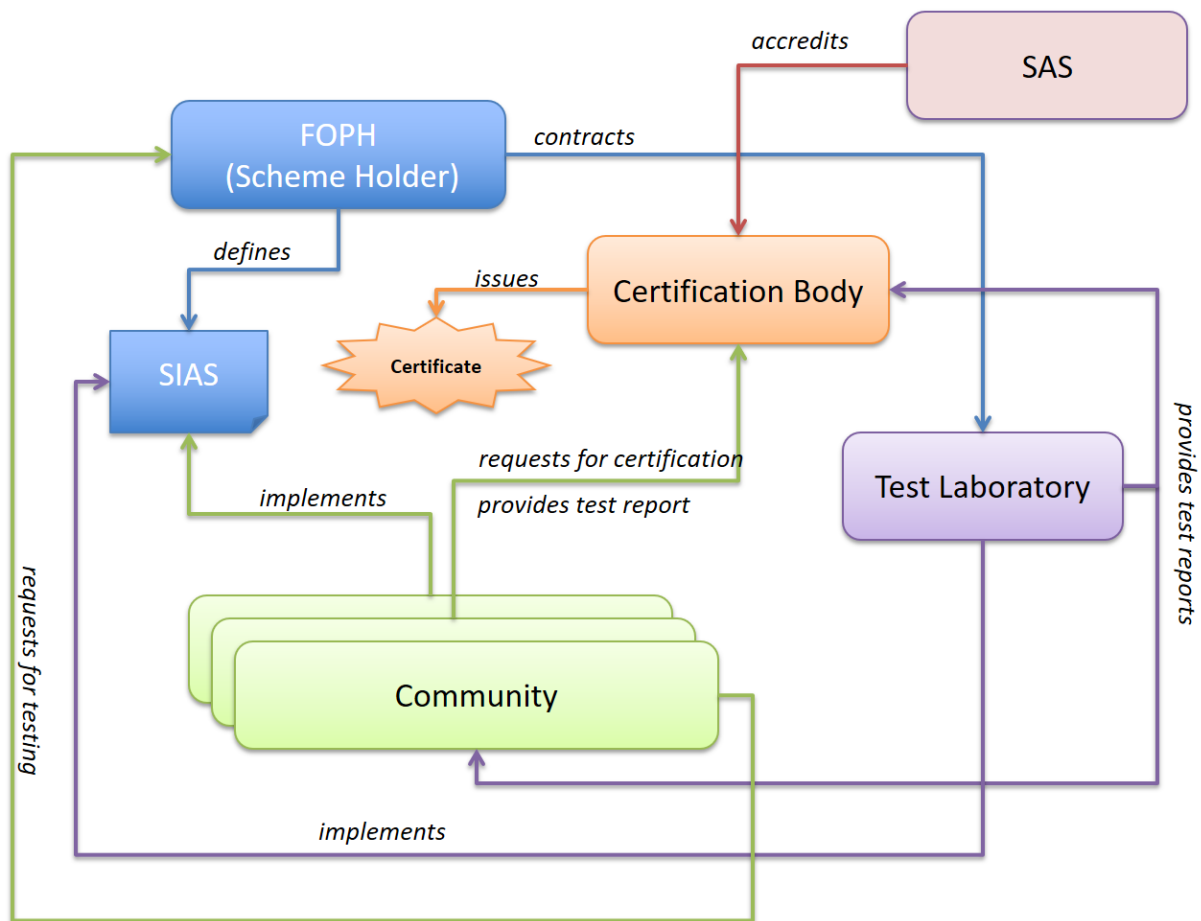 accredits
SAS
FOPH
(Scheme Holder)
contracts
defines
issues
Certification Body
Certificate
SIAS
requests for certification
provides test report
implements
Test Laboratory
provides test reports
requests for testing
Community
implements